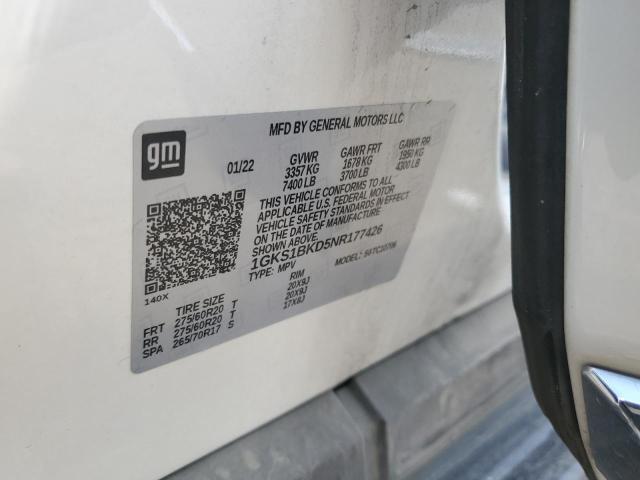 MFD BY GENERAL MOTORS LLC
gm
01/22 GVWR GAWR FRT GAWR RR
3357 KG 1678 KG 1950 KG
7400 LB 3700 LB 4300 LB
THIS VEHICLE CONFORMS TO ALL
APPLICABLE U.S. FEDERAL MOTOR
VEHICLE SAFETY STANDARDS IN EFFECT
ON THE DATE OF MANUFACTURE SHOWN ABOVE.
1GKS1BKD5NR177426
TYPE: MPV MODEL:
140X
TIRE SIZE RIM
FRT 275/60R20 T 20X9J
RR 275/60R20 T 20X9J
SPA 265/70R17 S 17X8J